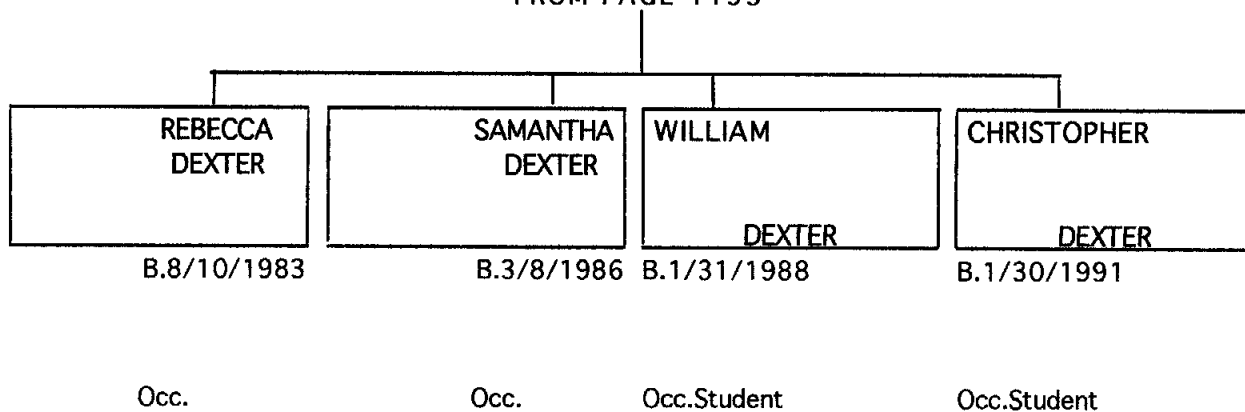 FROM PAGE 1193
REBECCA
DEXTER
B.8/10/1983
Occ.
SAMANTHA
DEXTER
B.3/8/1986
Occ.
WILLIAM
DEXTER
B.1/31/1988
Occ.Student
CHRISTOPHER
DEXTER
B.1/30/1991
Occ.Student